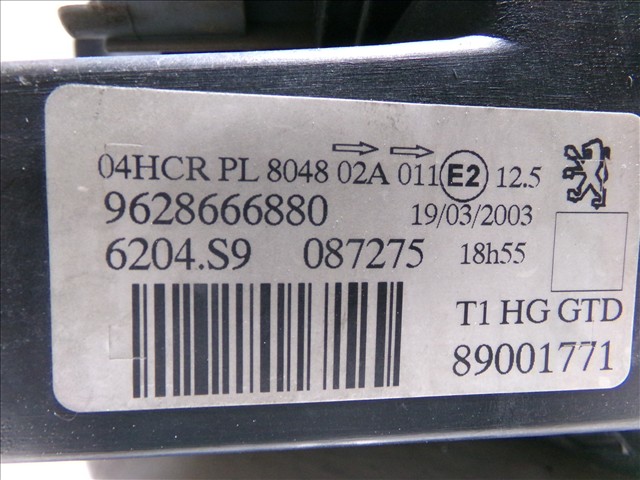 04HCR PL 8048 02A 011 E2 12.5
9628666880 19/03/2003
6204.S9 087275 18h55
T1 HG GTD
89001771